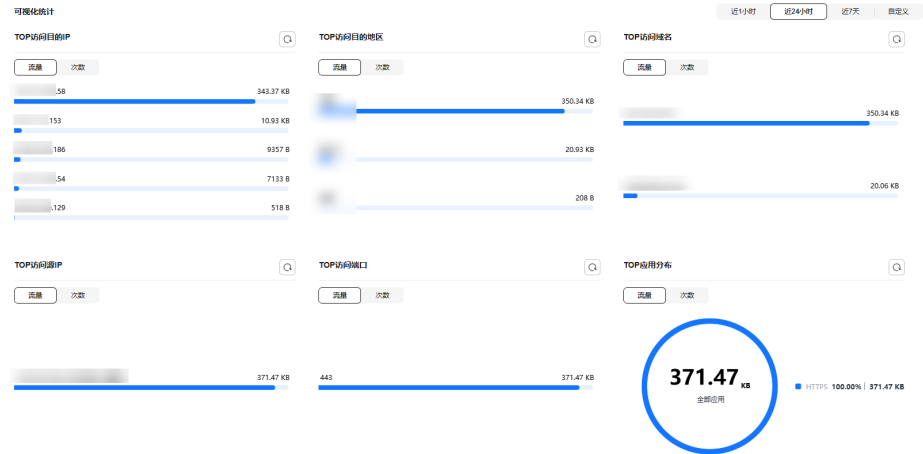 可视化统计
近1小时 近24小时 近7天 自定义
TOP访问目的IP
流量 次数
.58 343.37 KB
.153 10.93 KB
.186 9357 B
.54 7133 B
.129 518 B
TOP访问目的地区
流量 次数
350.34 KB
20.93 KB
208 B
TOP访问域名
流量 次数
350.34 KB
20.06 KB
TOP访问源IP
流量 次数
371.47 KB
TOP访问端口
流量 次数
443 371.47 KB
TOP应用分布
流量 次数
371.47 KB
全部应用
HTTPS 100.00% 371.47 KB